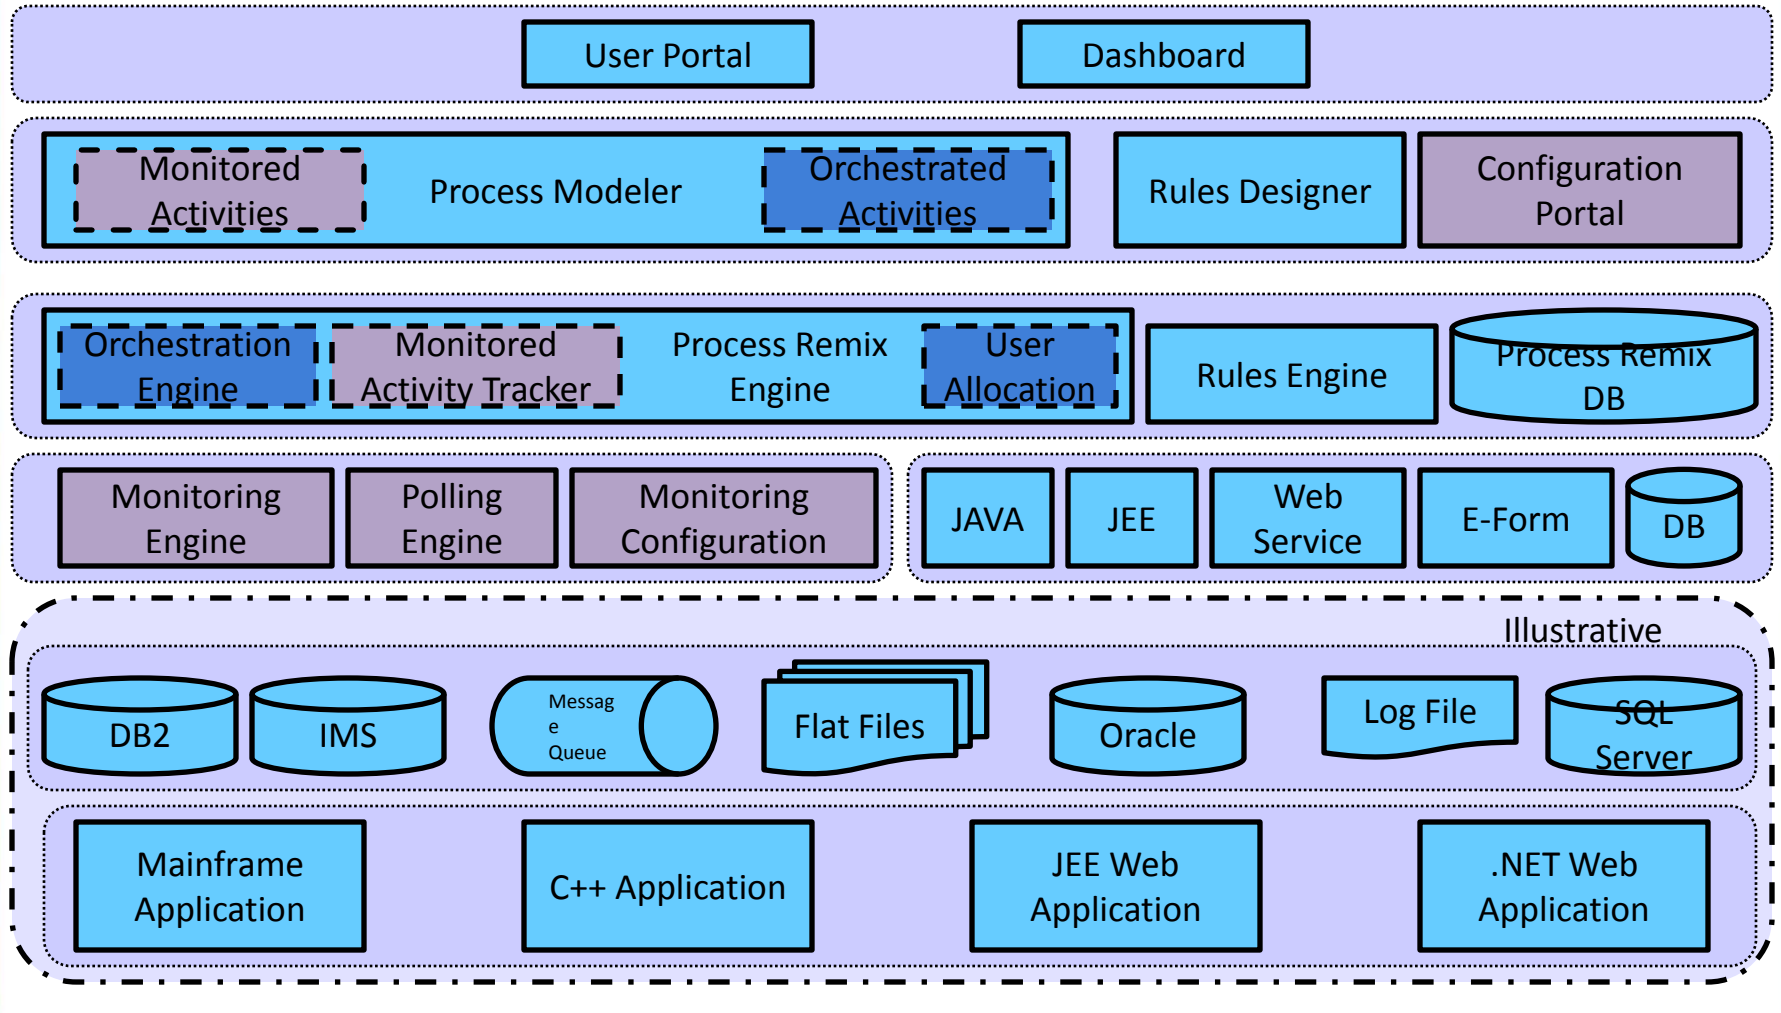 User Portal
Dashboard
Monitored
Activities
Process Modeler
Orchestrated
Activities
Rules Designer
Configuration
Portal
Orchestration
Engine
Monitored
Activity Tracker
Process Remix
Engine
User
Allocation
Rules Engine
Process Remix
DB
Monitoring
Engine
Polling
Engine
Monitoring
Configuration
JAVA
JEE
Web
Service
E-Form
DB
Illustrative
DB2
IMS
Messag
e
Queue
Flat Files
Oracle
Log File
SQL
Server
Mainframe
Application
C++ Application
JEE Web
Application
.NET Web
Application